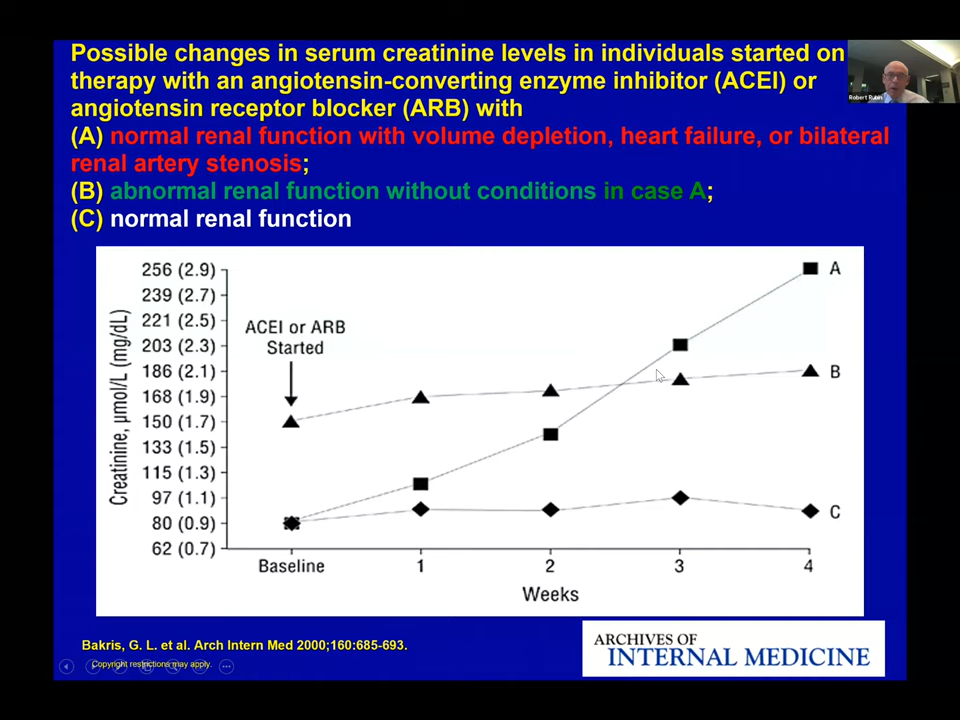 Possible changes in serum creatinine levels in individuals started on
therapy with an angiotensin-converting enzyme inhibitor (ACEI) or
angiotensin receptor blocker (ARB) with
(A) normal renal function with volume depletion, heart failure, or bilateral
renal artery stenosis;
(B) abnormal renal function without conditions in case A;
(C) normal renal function
Robert Rubin
Creatinine, μmol/L (mg/dL)
256 (2.9)
239 (2.7)
221 (2.5)
203 (2.3)
186 (2.1)
168 (1.9)
150 (1.7)
133 (1.5)
115 (1.3)
97 (1.1)
80 (0.9)
62 (0.7)
ACEI or ARB
Started
A
B
C
Baseline 1 2 3 4
Weeks
Bakris, G. L. et al. Arch Intern Med 2000;160:685-693.
Copyright restrictions may apply.
ARCHIVES OF
INTERNAL MEDICINE